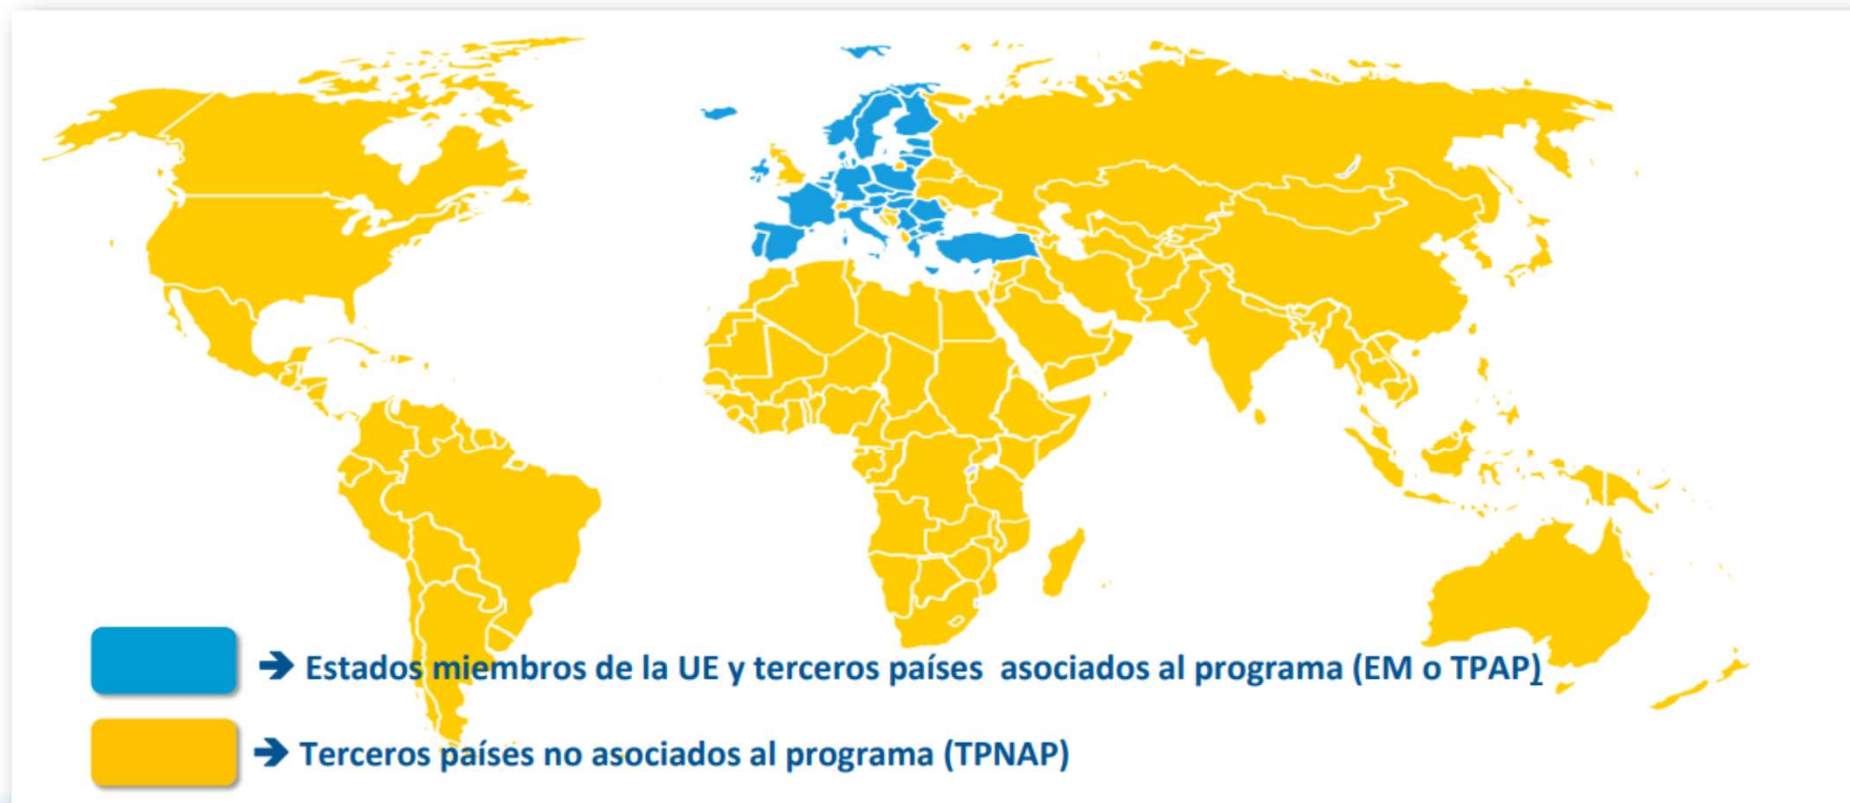 ➔ Estados miembros de la UE y terceros países asociados al programa (EM o TPAP)
➔ Terceros países no asociados al programa (TPNAP)